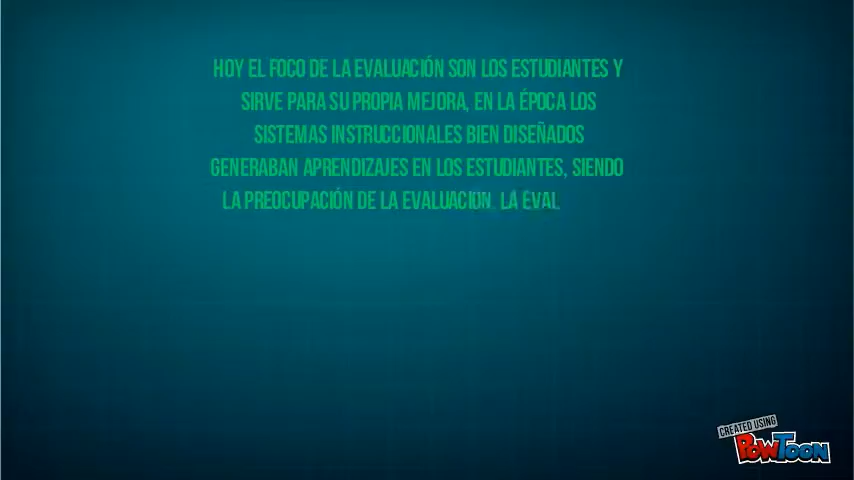 HOY EL FOCO DE LA EVALUACIÓN SON LOS ESTUDIANTES Y
SIRVE PARA SU PROPIA MEJORA, EN LA ÉPOCA LOS
SISTEMAS INSTRUCCIONALES BIEN DISEÑADOS
GENERABAN APRENDIZAJES EN LOS ESTUDIANTES, SIENDO
LA PREOCUPACIÓN DE LA EVALUACION LA EVAL
CREATED USING
POWTOON